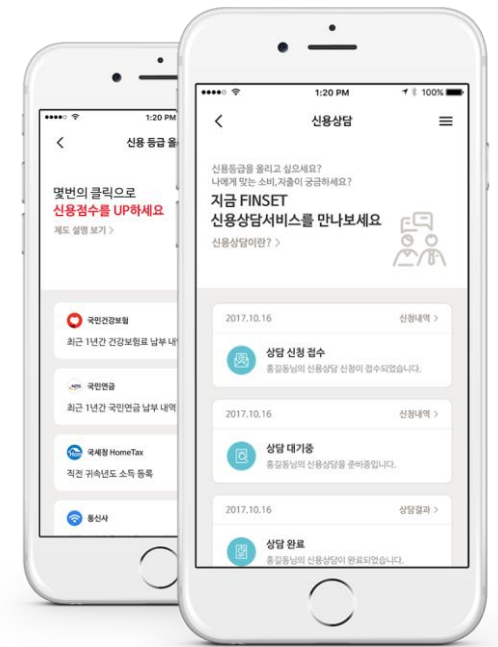 1:20 PM
신용 등급 올
몇번의 클릭으로
신용점수를 UP하세요
제도 설명 보기 >
국민건강보험
최근 1년간 건강보험료 납부 내
국민연금
최근 1년간 국민연금 납부 내역
국세청 HomeTax
직전 귀속년도 소득 등록
통신사
1:20 PM
100%
신용상담
신용등급을 올리고 싶으세요?
나에게 맞는 소비,지출이 궁금하세요?
지금 FINSET
신용상담서비스를 만나보세요
신용상담이란? >
2017.10.16 신청내역 >
상담 신청 접수
홍길동님의 신용상담 신청이 접수되었습니다.
2017.10.16 신청내역 >
상담 대기중
홍길동님의 신용상담을 준비중입니다.
2017.10.16 상담결과 >
상담 완료
홍길동님의 신용상담이 완료되었습니다.